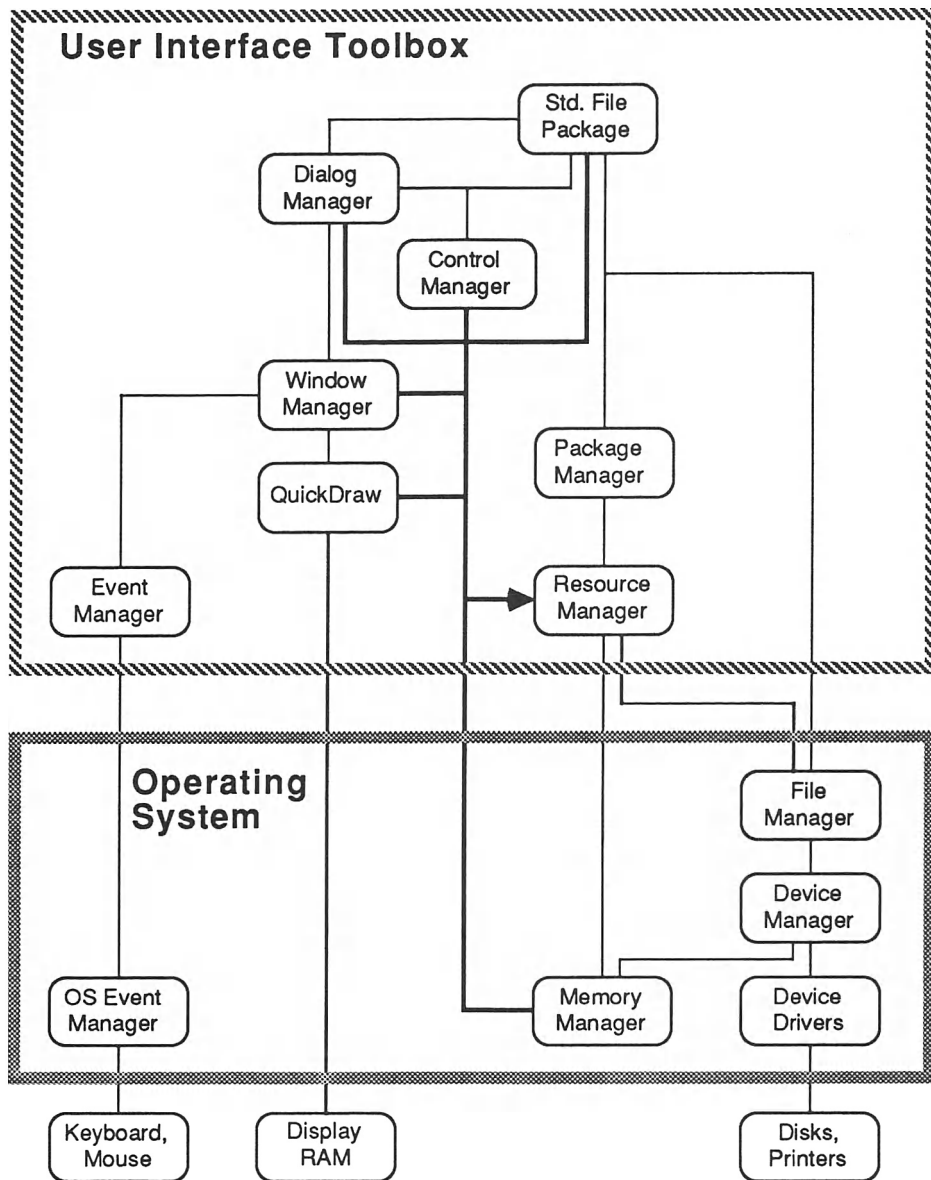 User Interface Toolbox
Std. File
Package
Dialog
Manager
Control
Manager
Window
Manager
Package
Manager
QuickDraw
Event
Manager
Resource
Manager
Operating
System
File
Manager
Device
Manager
OS Event
Manager
Memory
Manager
Device
Drivers
Keyboard,
Mouse
Display
RAM
Disks,
Printers